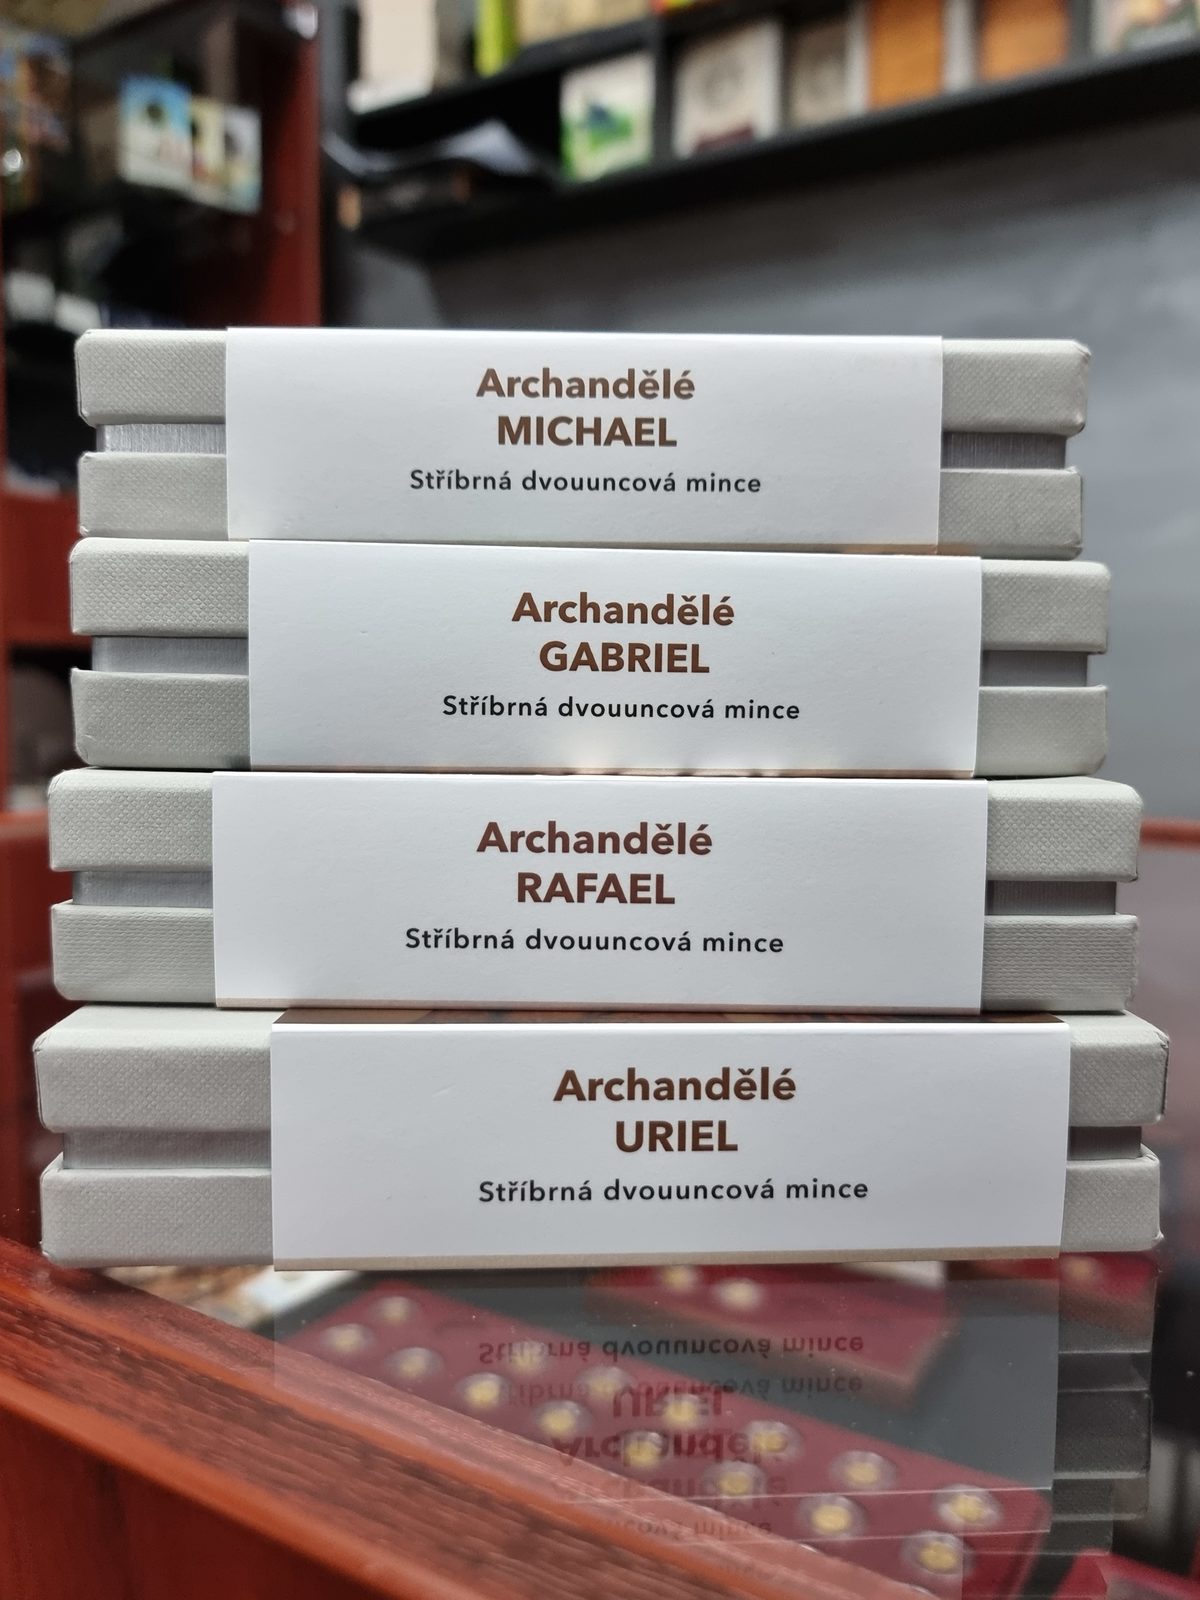 Archandělé
MICHAEL
Stříbrná dvouuncová mince
Archandělé
GABRIEL
Stříbrná dvouuncová mince
Archandělé
RAFAEL
Stříbrná dvouuncová mince
Archandělé
URIEL
Stříbrná dvouuncová mince